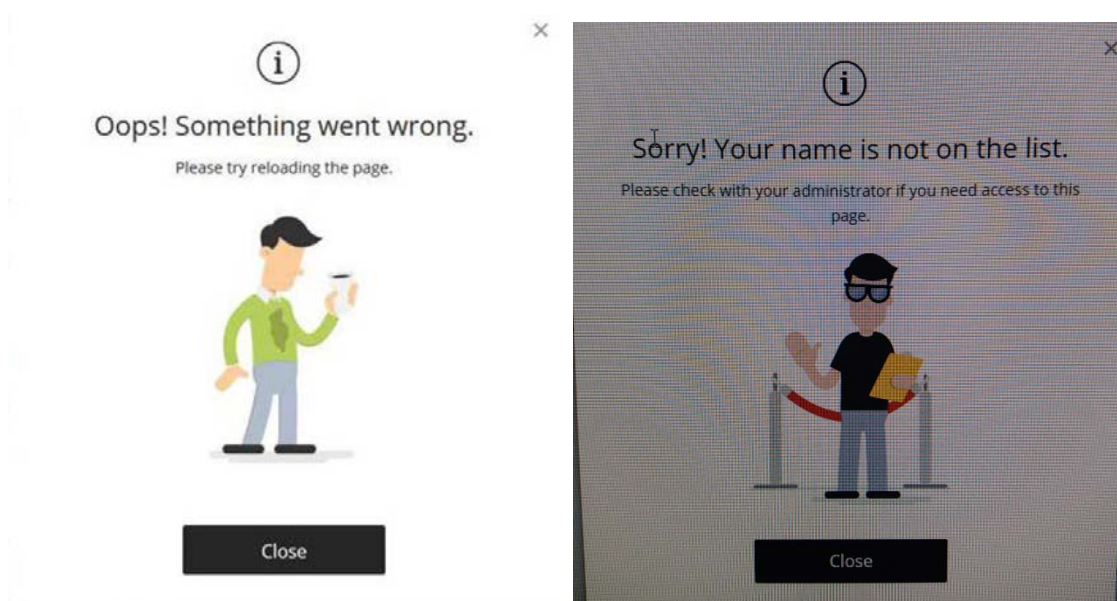 Oops! Something went wrong.
Please try reloading the page.
Close
Sorry! Your name is not on the list.
Please check with your administrator if you need access to this
page.
Close